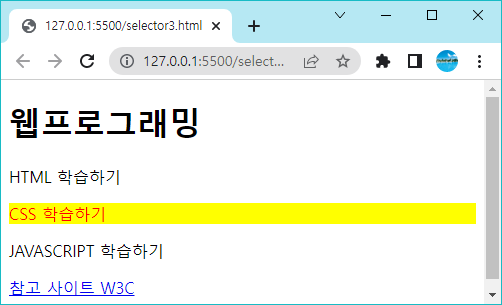 127.0.0.1:5500/selector3.html
127.0.0.1:5500/select...
웹프로그래밍
HTML 학습하기
CSS 학습하기
JAVASCRIPT 학습하기
참고 사이트 W3C